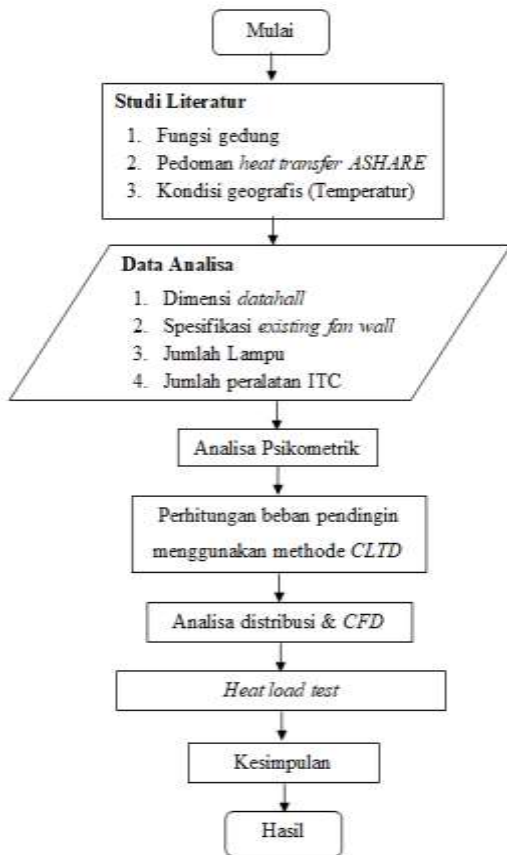 Mulai
Studi Literatur
1. Fungsi gedung
2. Pedoman heat transfer ASHARE
3. Kondisi geografis (Temperatur)
Data Analisa
1. Dimensi datahall
2. Spesifikasi existing fan wall
3. Jumlah Lampu
4. Jumlah peralatan ITC
Analisa Psikometrik
Perhitungan beban pendingin
menggunakan methode CLTD
Analisa distribusi & CFD
Heat load test
Kesimpulan
Hasil